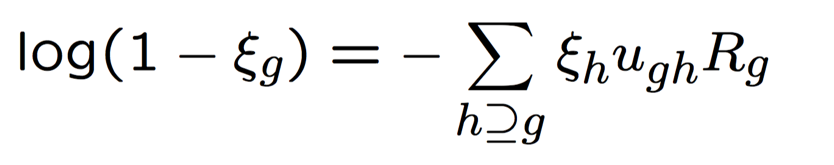 log(1 − ξ_g) = − ∑_{h⊇g} ξ_h u_{gh} R_g